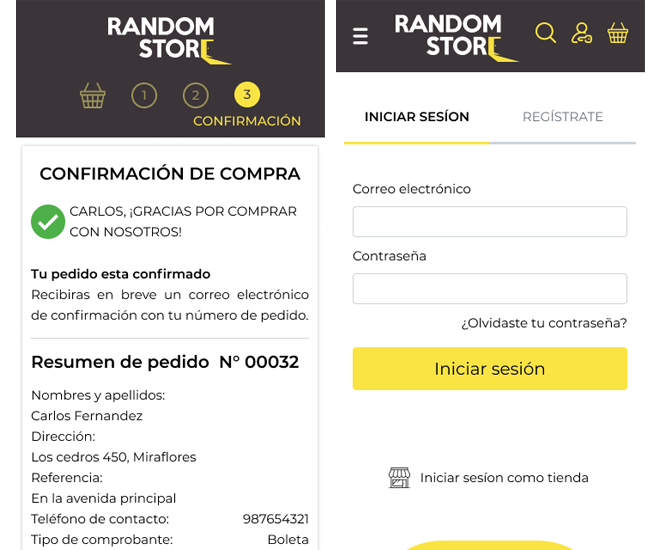 RANDOM
STORE
1
2
3
CONFIRMACIÓN
CONFIRMACIÓN DE COMPRA
CARLOS, ¡GRACIAS POR COMPRAR
CON NOSOTROS!
Tu pedido esta confirmado
Recibiras en breve un correo electrónico
de confirmación con tu número de pedido.
Resumen de pedido N° 00032
Nombres y apellidos:
Carlos Fernandez
Dirección:
Los cedros 450, Miraflores
Referencia:
En la avenida principal
Teléfono de contacto: 987654321
Tipo de comprobante: Boleta
RANDOM
STORE
INICIAR SESÍON
REGÍSTRATE
Correo electrónico
Contraseña
¿Olvidaste tu contraseña?
Iniciar sesión
Iniciar sesíon como tienda